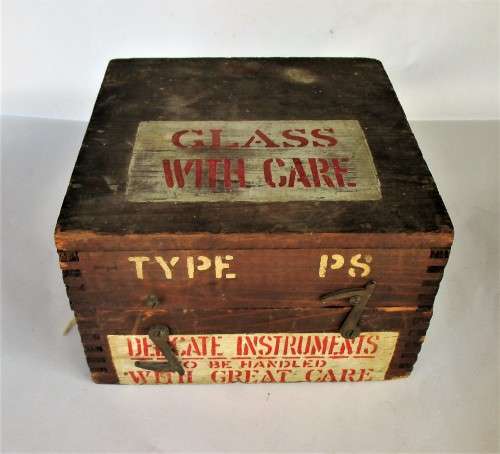 GLASS
WITH CARE
TYPE PS
DELICATE INSTRUMENTS
TO BE HANDLED
WITH GREAT CARE